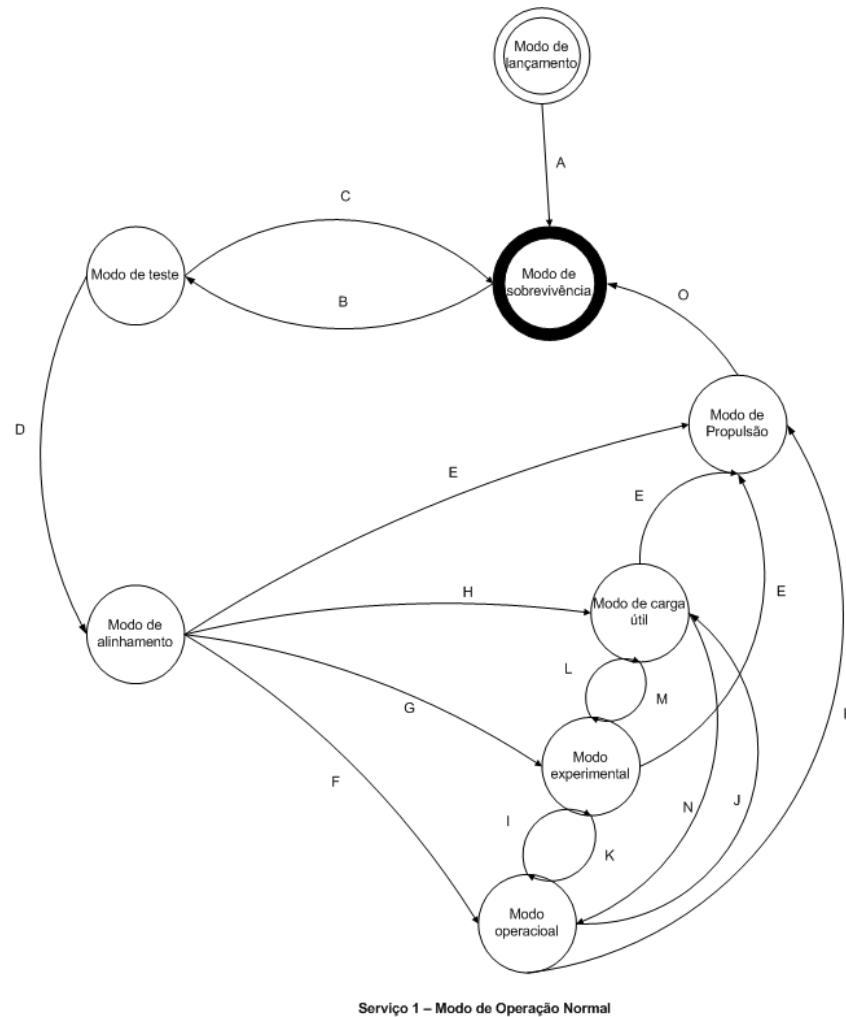 Modo de
lançamento
A
C
Modo de teste
Modo de
sobrevivência
B
O
Modo de
Propulsão
D
E
E
H
Modo de carga
útil
E
Modo de
alinhamento
L
M
G
Modo
experimental
F
N
J
I
K
Modo
operacioal
Serviço 1 – Modo de Operação Normal